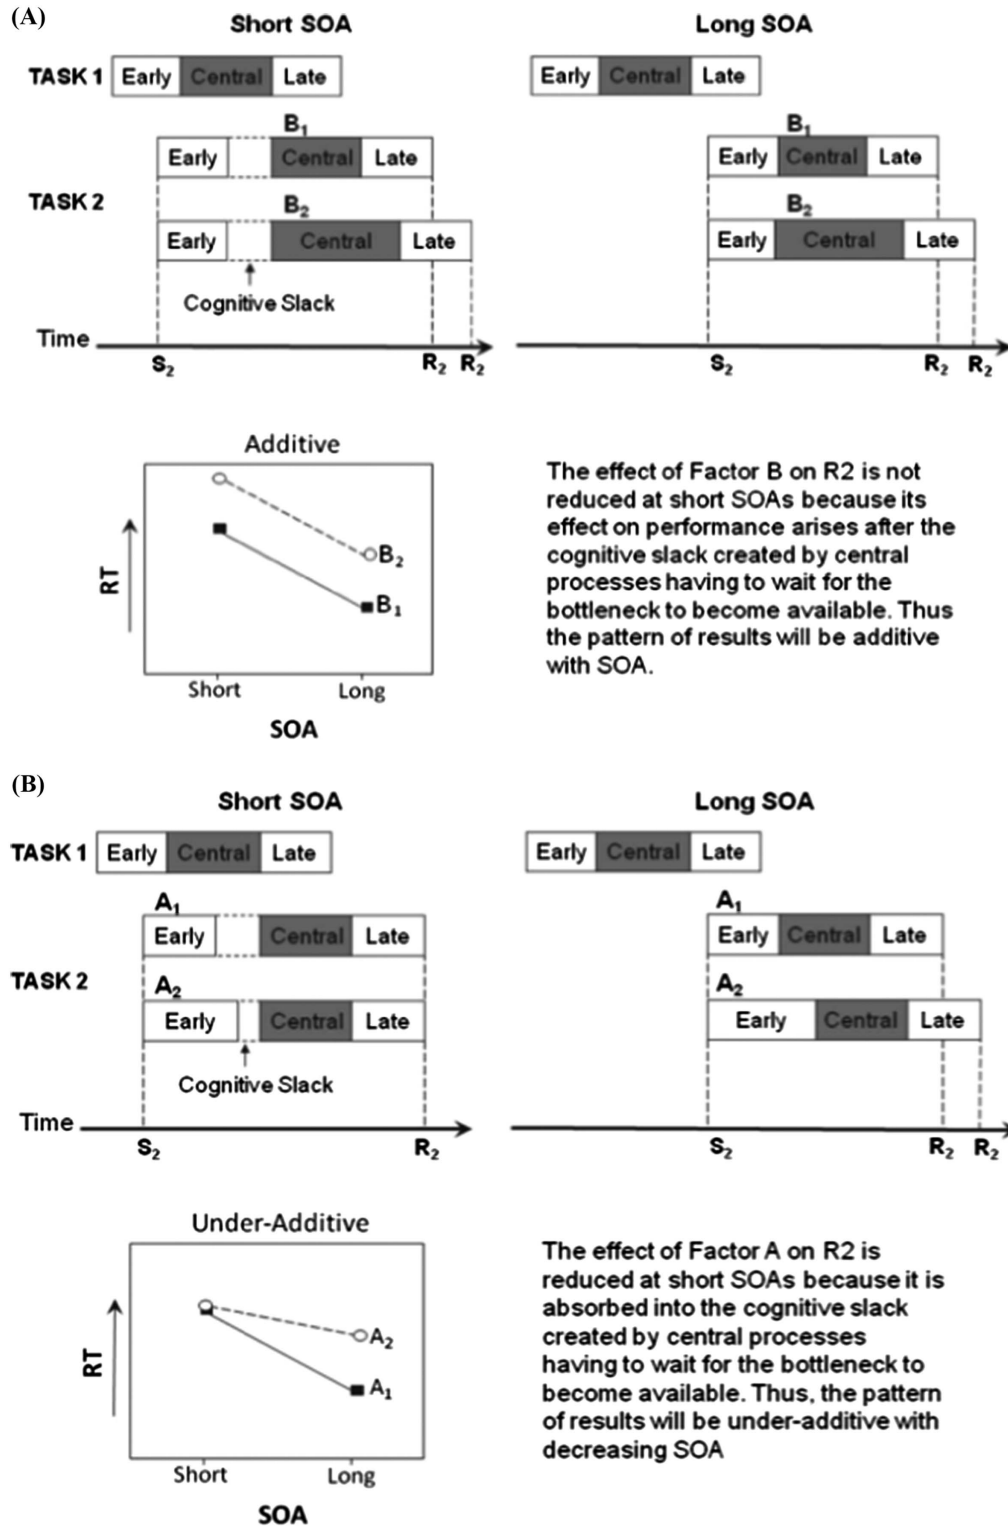 (A)
Short SOA
Long SOA
TASK 1 Early Central Late
Early Central Late
B1
B1
Early Central Late
Early Central Late
TASK 2
B2
B2
Early Central Late
Early Central Late
Cognitive Slack
Time
S2 R2 R2
S2 R2 R2
Additive
RT
B2
B1
Short Long
SOA
The effect of Factor B on R2 is not
reduced at short SOAs because its
effect on performance arises after the
cognitive slack created by central
processes having to wait for the
bottleneck to become available. Thus
the pattern of results will be additive
with SOA.
(B)
Short SOA
Long SOA
TASK 1 Early Central Late
Early Central Late
A1
A1
Early Central Late
Early Central Late
TASK 2
A2
A2
Early Central Late
Early Central Late
Cognitive Slack
Time
S2 R2
S2 R2 R2
Under-Additive
RT
A2
A1
Short Long
SOA
The effect of Factor A on R2 is
reduced at short SOAs because it is
absorbed into the cognitive slack
created by central processes
having to wait for the bottleneck to
become available. Thus, the pattern
of results will be under-additive with
decreasing SOA